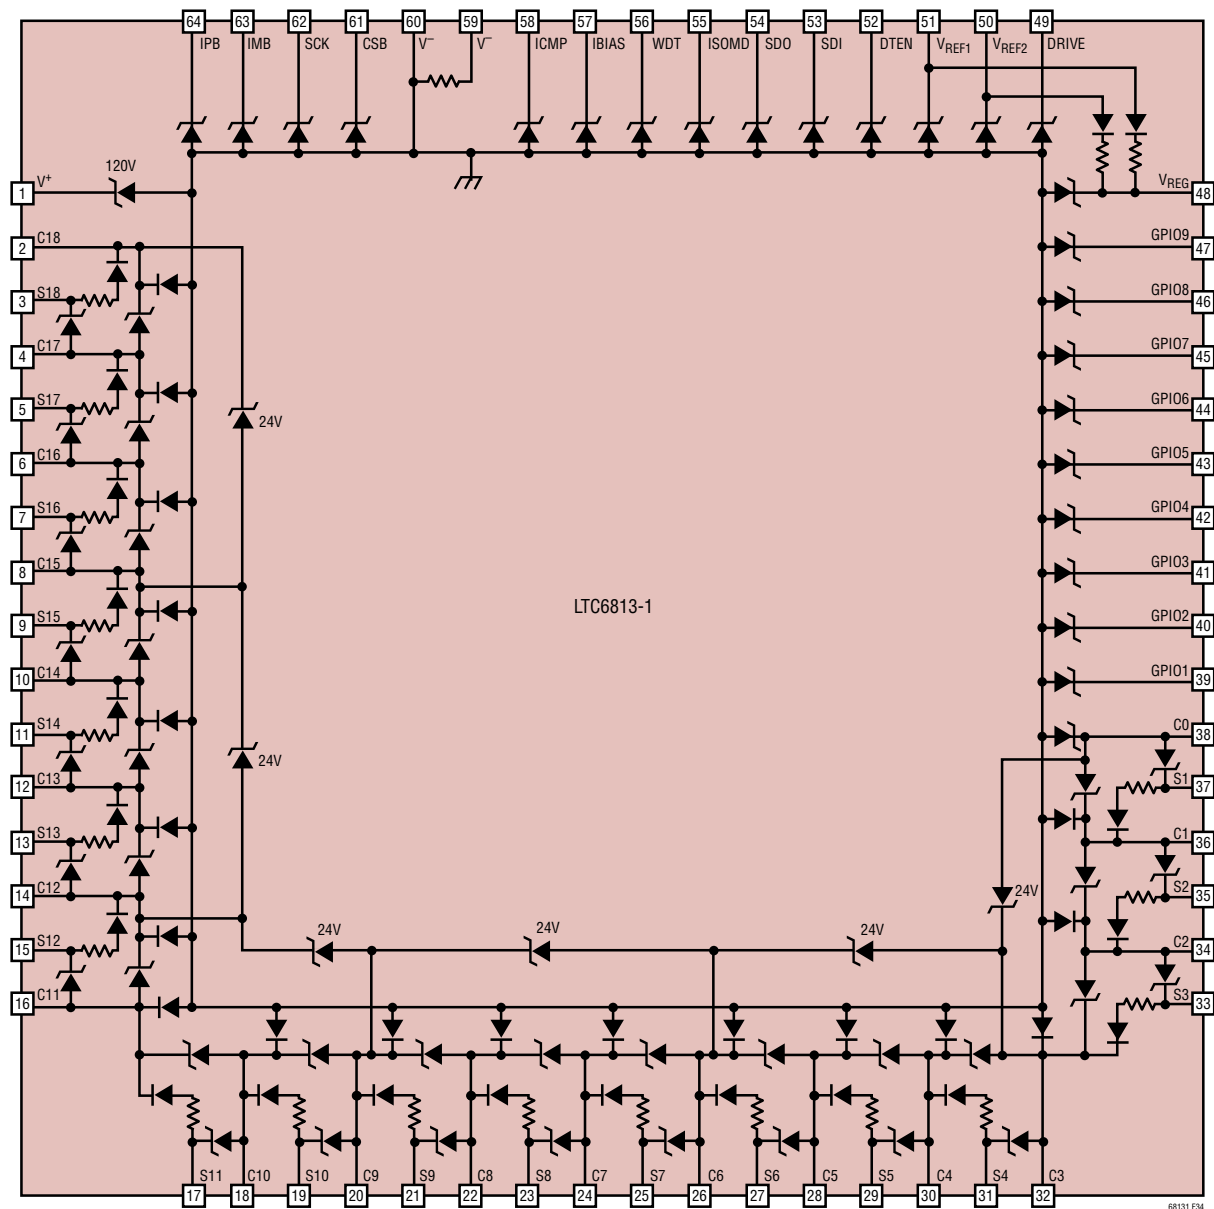 64 63 62 61 60 59 58 57 56 55 54 53 52 51 50 49
IPB IMB SCK CSB V– V– ICMP IBIAS WDT ISOMD SDO SDI DTEN VREF1 VREF2 DRIVE
120V
1 V+
VREG 48
2 C18
GPIO9 47
3 S18
GPIO8 46
4 C17
GPIO7 45
5 S17
24V
GPIO6 44
6 C16
GPIO5 43
7 S16
GPIO4 42
8 C15
GPIO3 41
LTC6813-1
9 S15
GPIO2 40
10 C14
GPIO1 39
11 S14
C0 38
24V
12 C13
S1 37
13 S13
C1 36
14 C12
24V
S2 35
15 S12
24V 24V 24V
C2 34
16 C11
S3 33
S11 C10 S10 C9 S9 C8 S8 C7 S7 C6 S6 C5 S5 C4 S4 C3
17 18 19 20 21 22 23 24 25 26 27 28 29 30 31 32
68131 F34